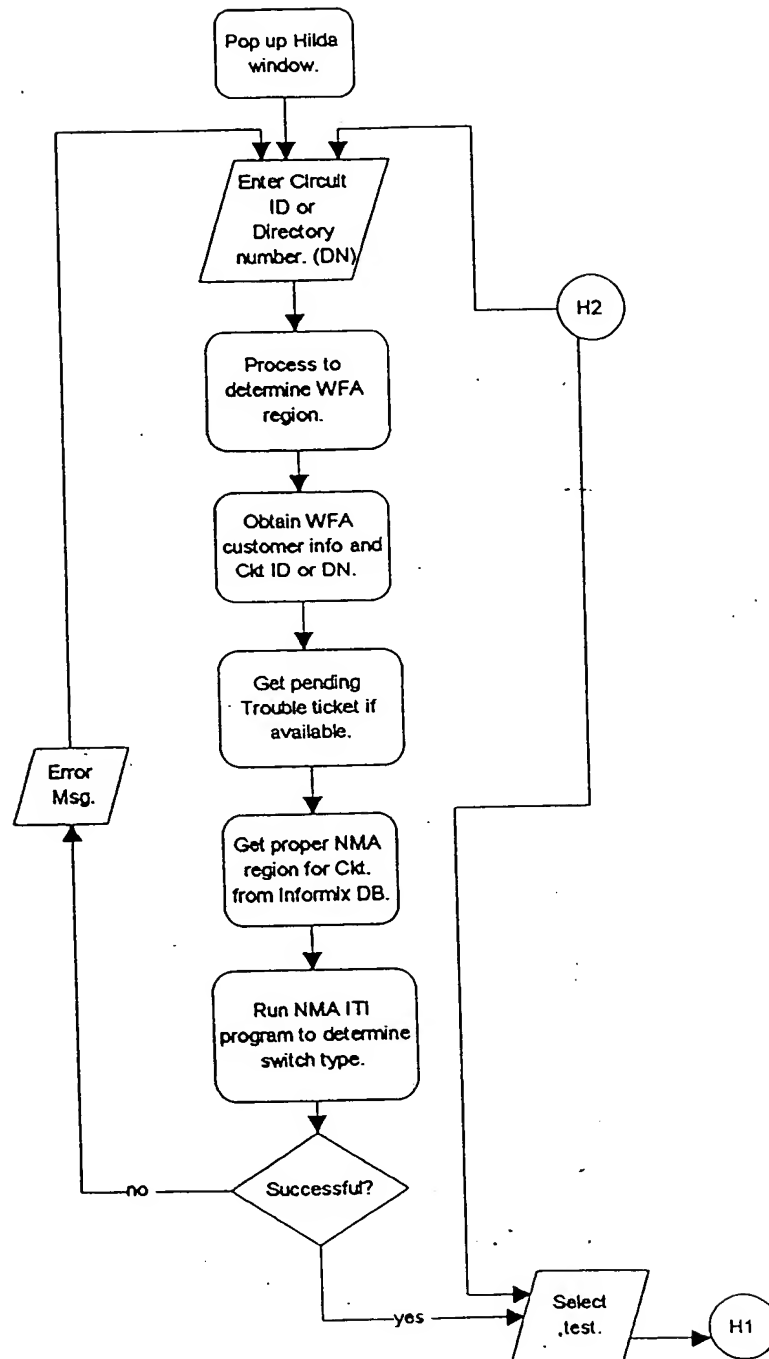 Pop up Hilda
window.
Enter Circuit
ID or
Directory
number. (DN)
H2
Process to
determine WFA
region.
Obtain WFA
customer info and
Ckt ID or DN.
Get pending
Trouble ticket if
available.
Error
Msg.
Get proper NMA
region for Ckt.
from Informix DB.
Run NMA ITI
program to determine
switch type.
no
Successful?
yes
Select
test.
H1